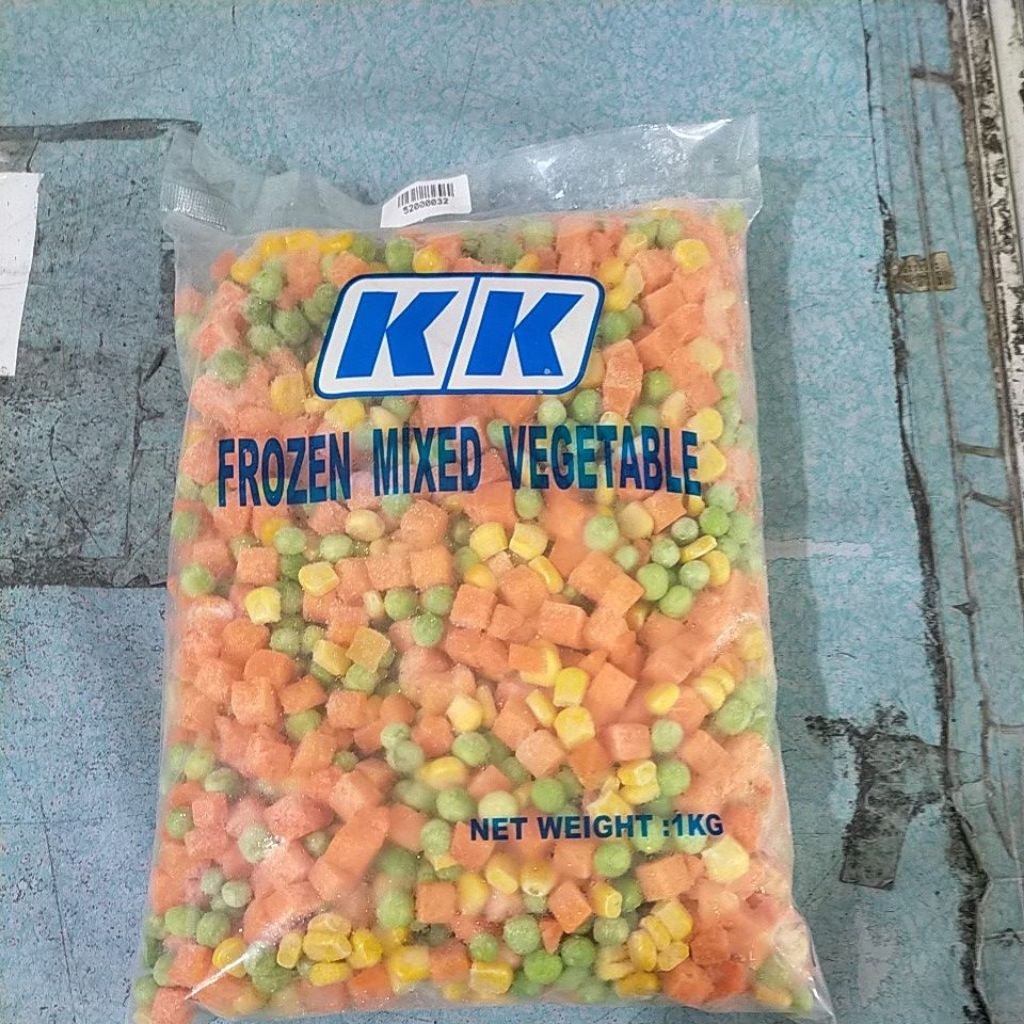 52000032
KK
FROZEN MIXED VEGETABLE
NET WEIGHT :1KG